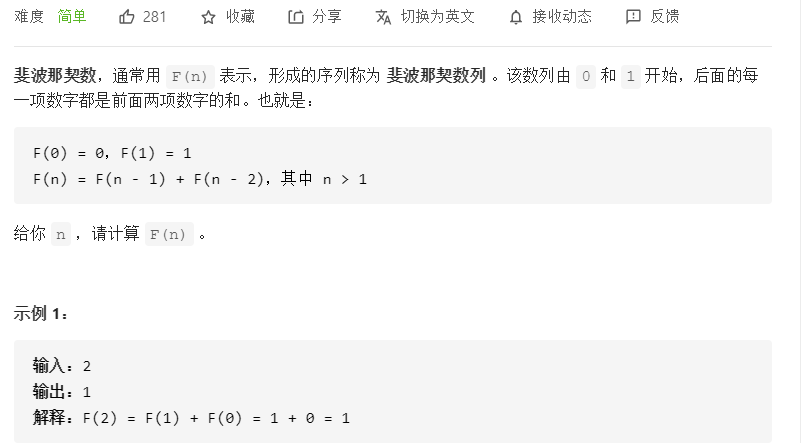 难度 简单 281 收藏 分享 切换为英文 接收动态 反馈
斐波那契数，通常用 F(n) 表示，形成的序列称为 斐波那契数列 。该数列由 0 和 1 开始，后面的每
一项数字都是前面两项数字的和。也就是：
F(0) = 0，F(1) = 1
F(n) = F(n - 1) + F(n - 2)，其中 n > 1
给你 n ，请计算 F(n) 。
示例 1：
输入：2
输出：1
解释：F(2) = F(1) + F(0) = 1 + 0 = 1